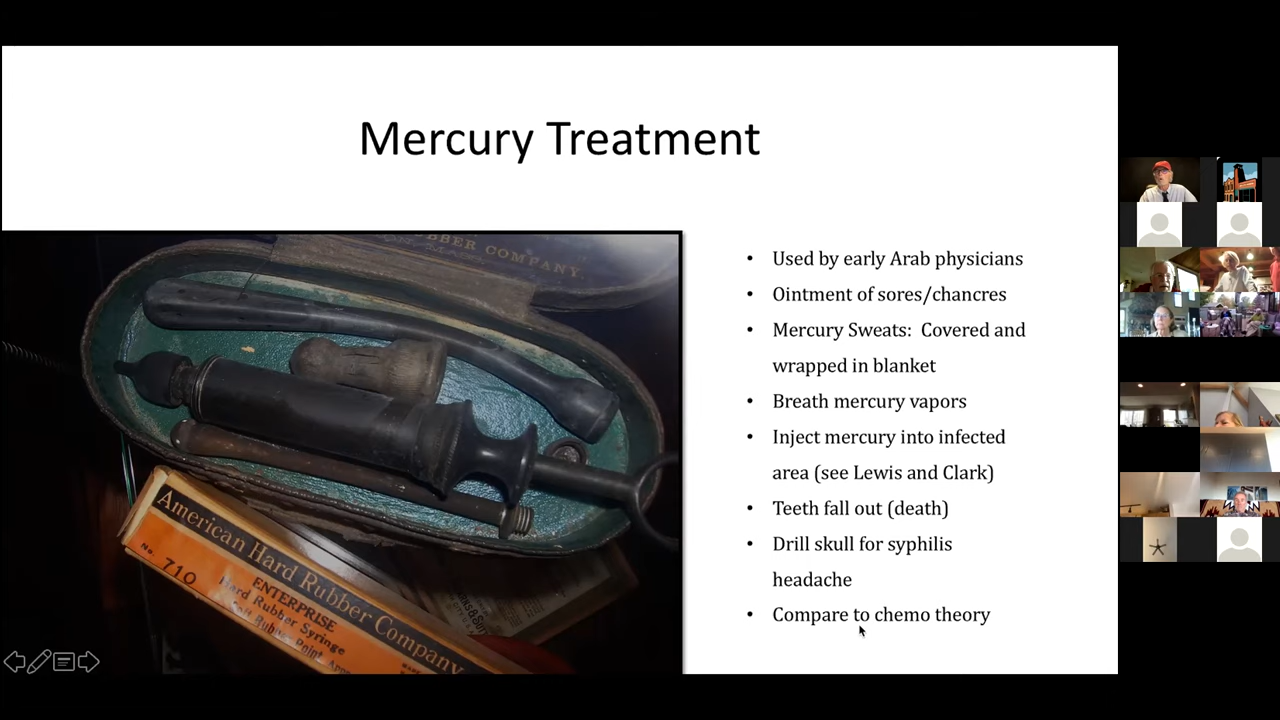 Mercury Treatment
BBER COMPANY.
American Hard Rubber Company
No. 710
ENTERPRISE
Hard Rubber Syringe
• Used by early Arab physicians
• Ointment of sores/chancres
• Mercury Sweats: Covered and
wrapped in blanket
• Breath mercury vapors
• Inject mercury into infected
area (see Lewis and Clark)
• Teeth fall out (death)
• Drill skull for syphilis
headache
• Compare to chemo theory